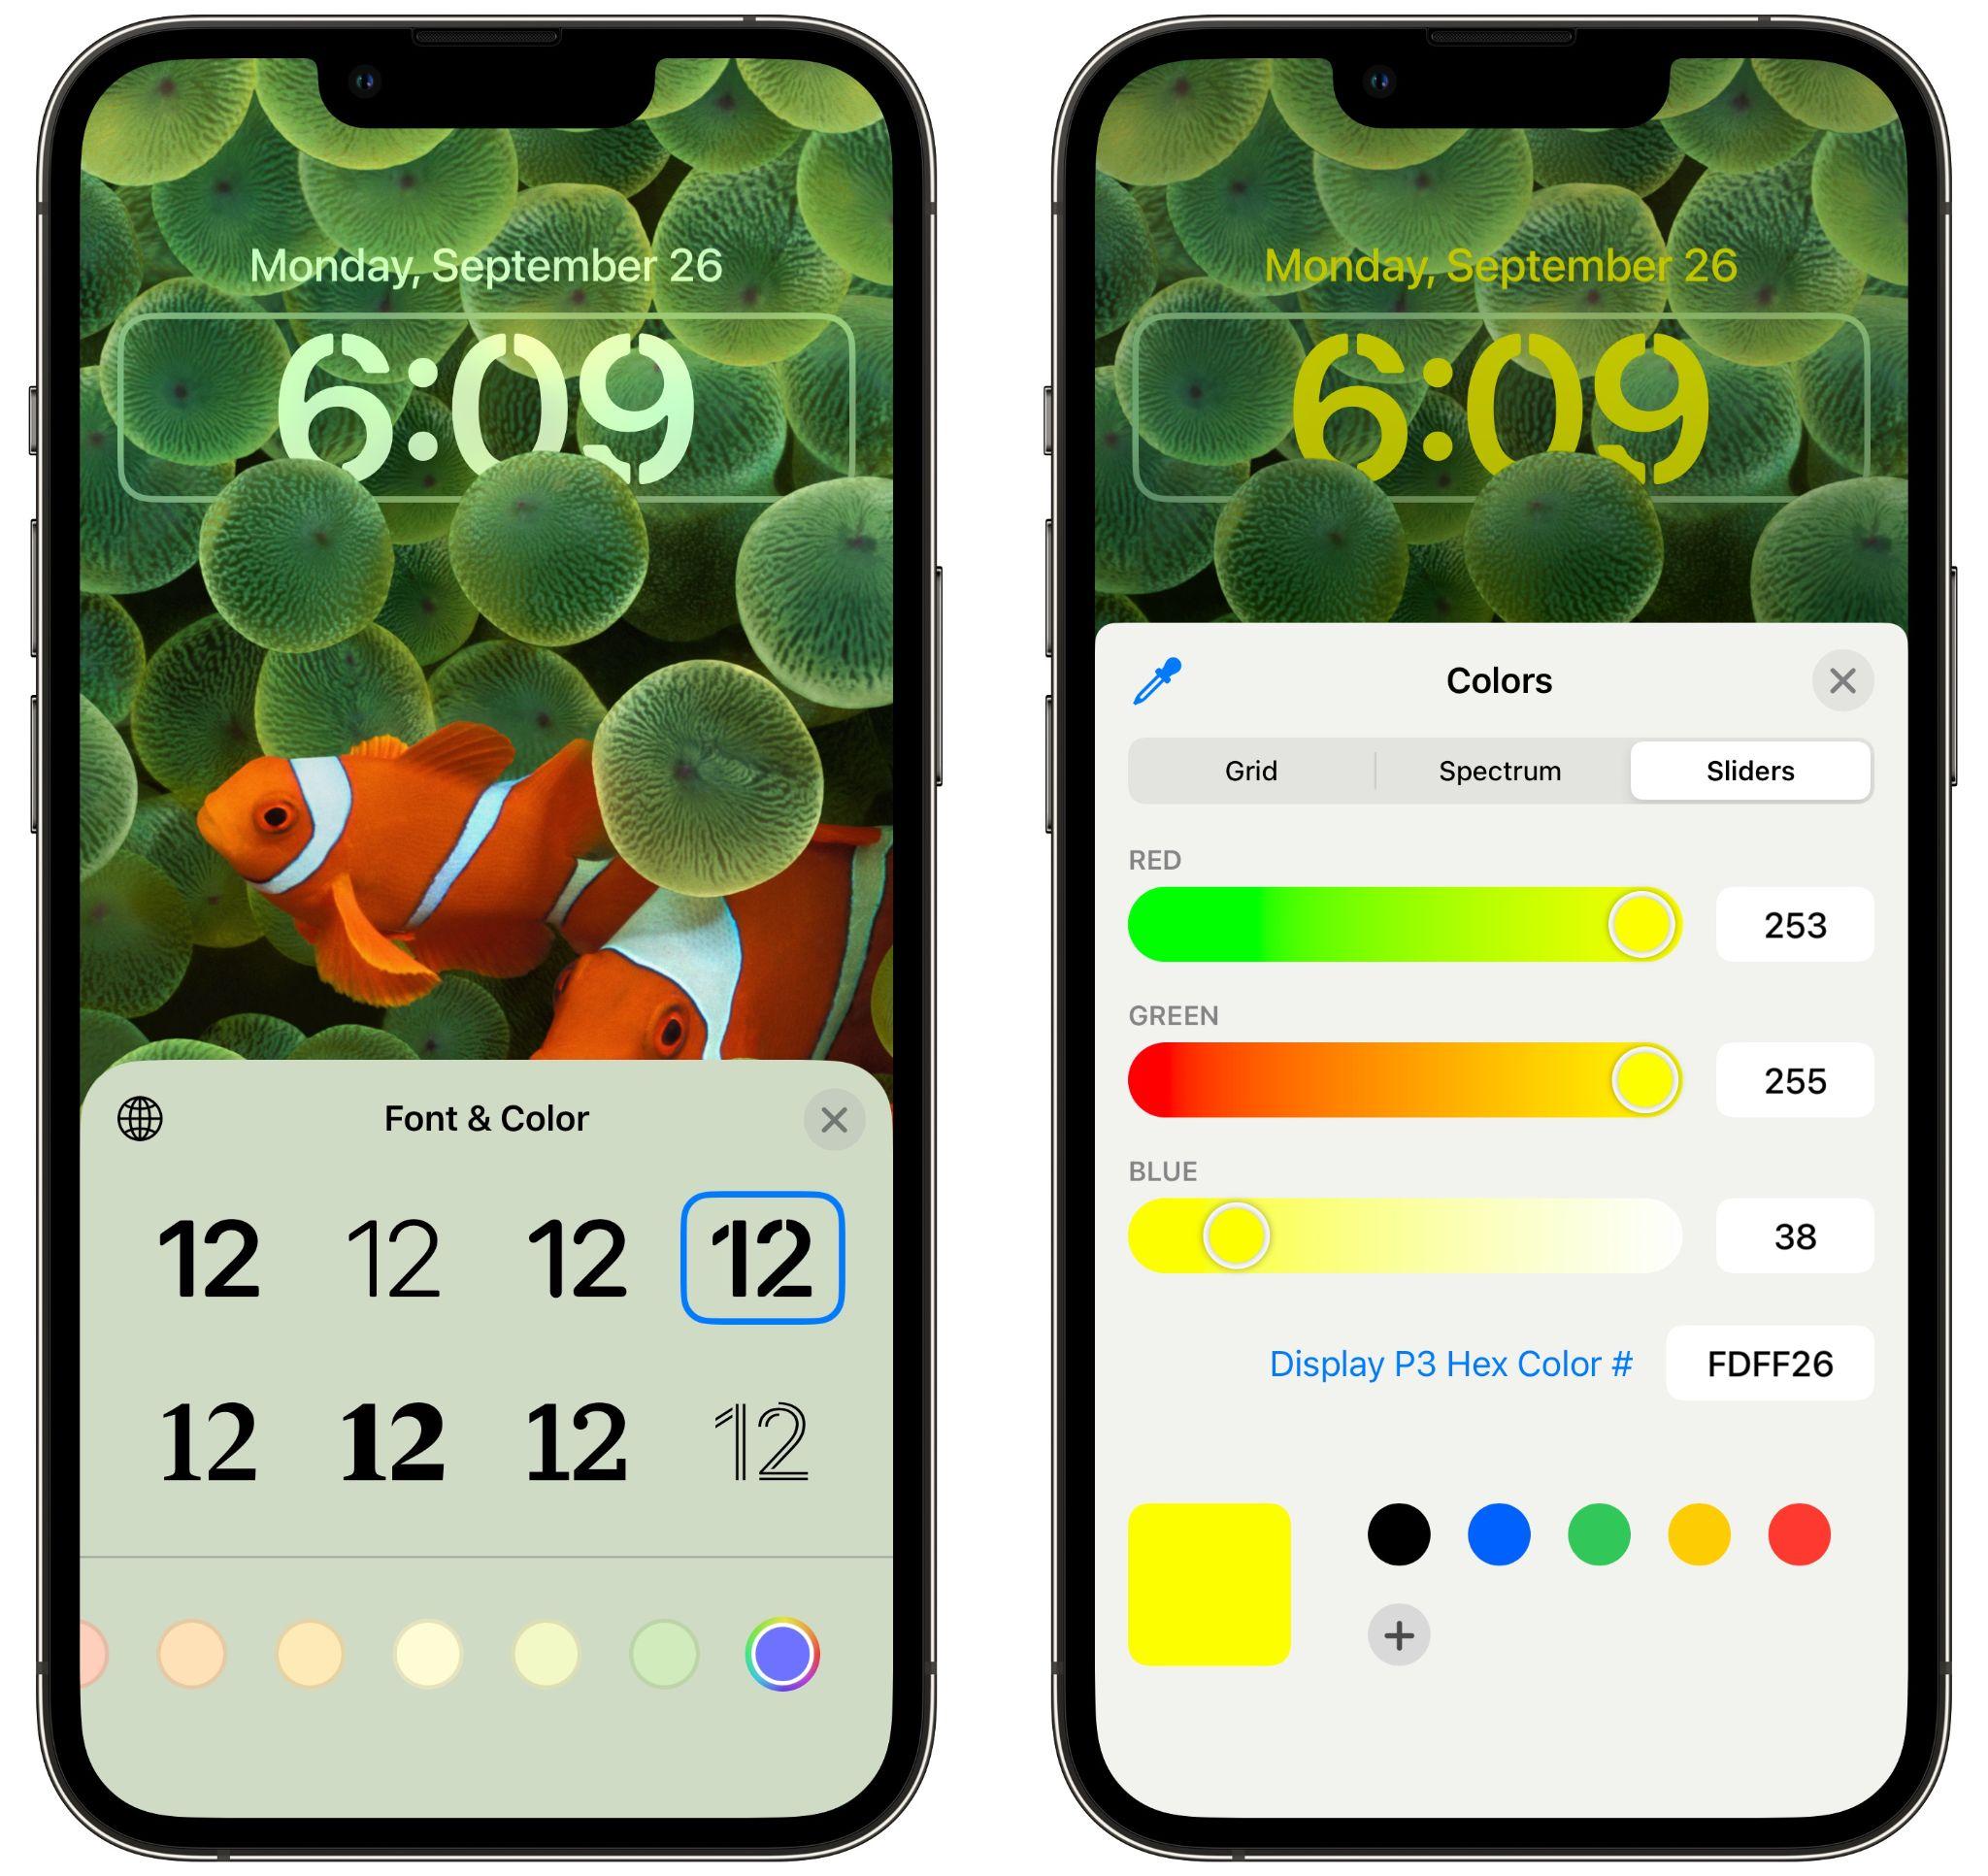 Monday, September 26
6:09
Font & Color
12 12 12 12
12 12 12 12
Monday, September 26
6:09
Colors
Grid Spectrum Sliders
RED
253
GREEN
255
BLUE
38
Display P3 Hex Color # FDFF26